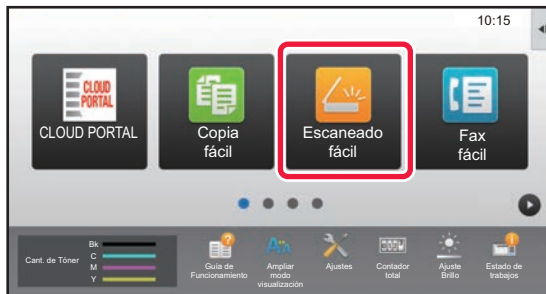 10:15
CLOUD
PORTAL
CLOUD PORTAL
Copia
fácil
Escaneado
fácil
Fax
fácil
Cant. de Tóner
Bk
C
M
Y
Guía de
Funcionamiento
Ampliar
modo
visualización
Ajustes
Contador
total
Ajuste
Brillo
Estado de
trabajos